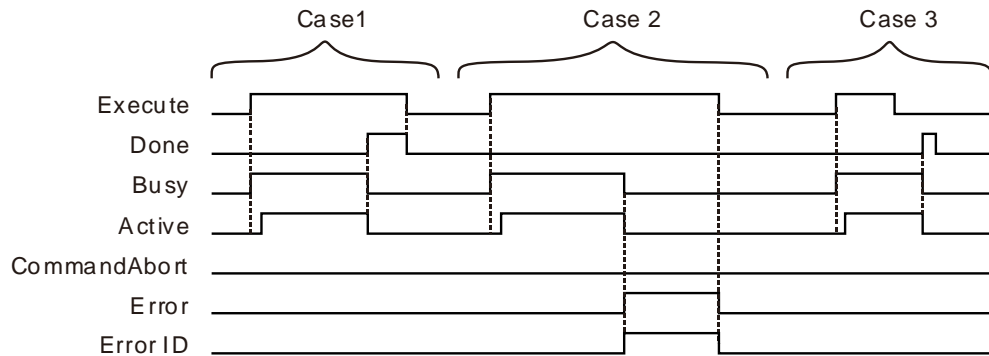 Case1 Case 2 Case 3
Execute
Done
Busy
Active
CommandAbort
Error
Error ID